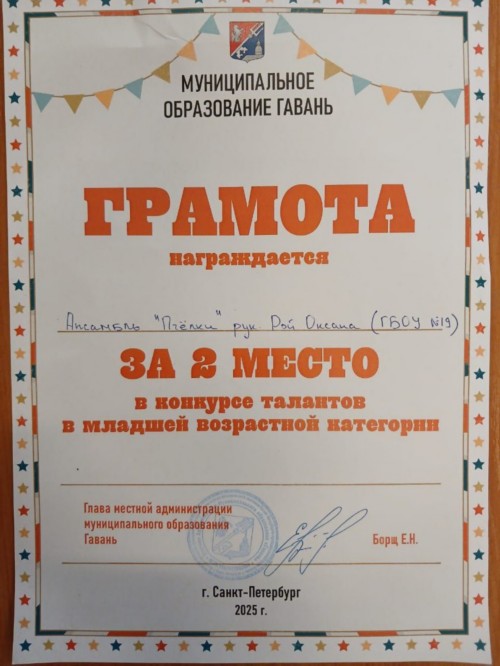 МУНИЦИПАЛЬНОЕ
ОБРАЗОВАНИЕ ГАВАНЬ
ГРАМОТА
награждается
Ансамбль "Пчёлки" рук Рой Оксана (ГБОУ №19)
ЗА 2 МЕСТО
в конкурсе талантов
в младшей возрастной категории
Глава местной администрации
муниципального образования
Гавань
Борщ Е.Н.
г. Санкт-Петербург
2025 г.